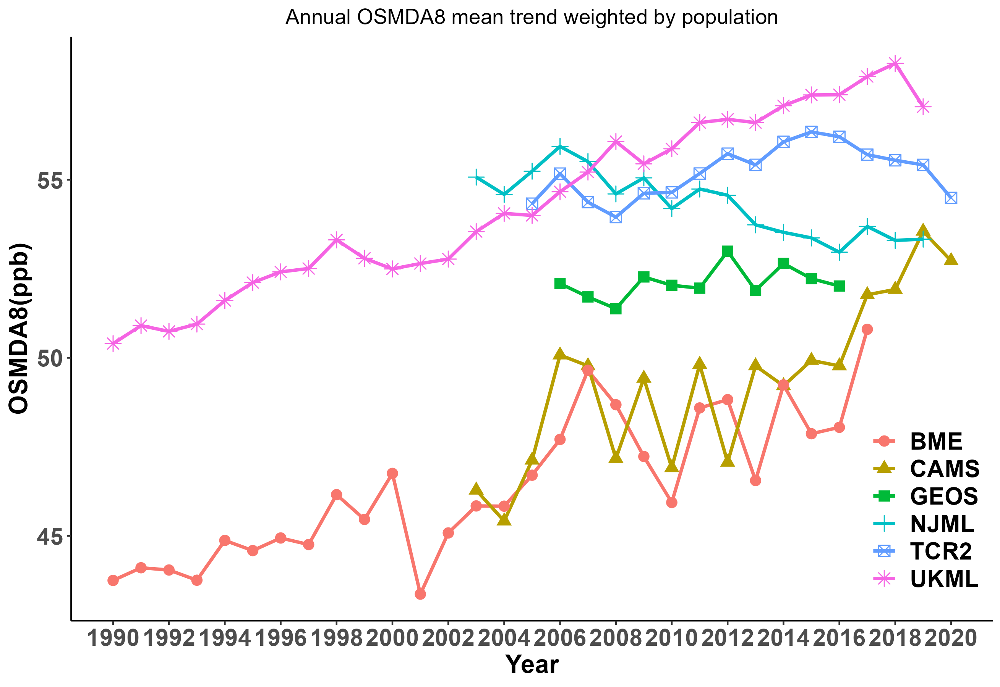 Annual OSMDA8 mean trend weighted by population
OSMDA8(ppb)
55
50
45
BME
CAMS
GEOS
NJML
TCR2
UKML
1990 1992 1994 1996 1998 2000 2002 2004 2006 2008 2010 2012 2014 2016 2018 2020
Year